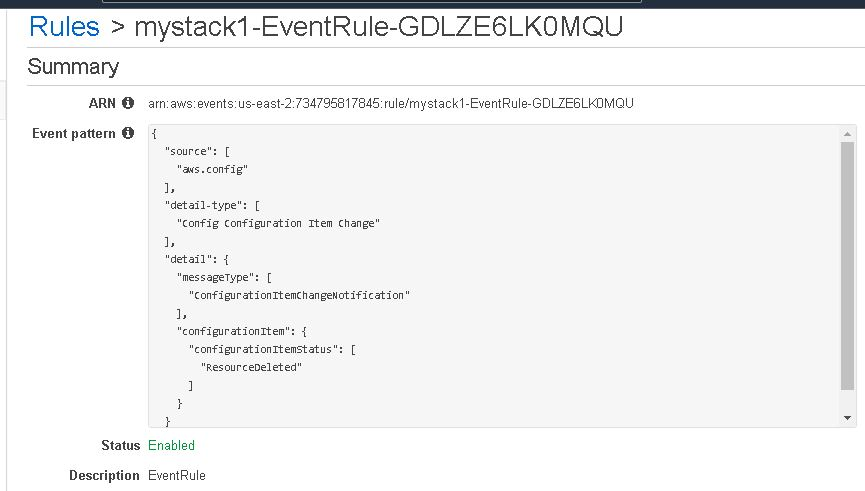 Rules > mystack1-EventRule-GDLZE6LK0MQU
Summary
ARN arn:aws:events:us-east-2:734795817845:rule/mystack1-EventRule-GDLZE6LK0MQU
Event pattern {
"source": [
"aws.config"
],
"detail-type": [
"Config Configuration Item Change"
],
"detail": {
"messageType": [
"ConfigurationItemChangeNotification"
],
"configurationItem": {
"configurationItemStatus": [
"ResourceDeleted"
]
}
}
Status Enabled
Description EventRule